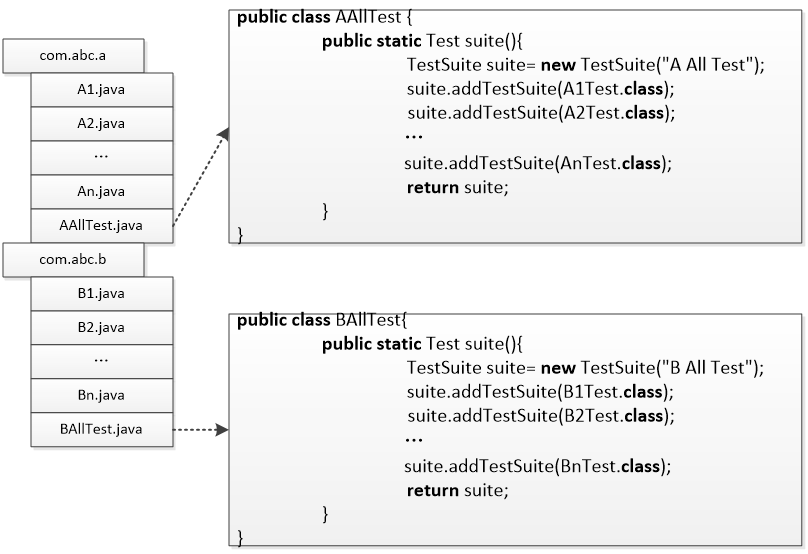 com.abc.a
A1.java
A2.java
...
An.java
AAllTest.java
com.abc.b
B1.java
B2.java
...
Bn.java
BAllTest.java
public class AAllTest {
public static Test suite(){
TestSuite suite= new TestSuite("A All Test");
suite.addTestSuite(A1Test.class);
suite.addTestSuite(A2Test.class);
...
suite.addTestSuite(AnTest.class);
return suite;
}
}
public class BAllTest{
public static Test suite(){
TestSuite suite= new TestSuite("B All Test");
suite.addTestSuite(B1Test.class);
suite.addTestSuite(B2Test.class);
...
suite.addTestSuite(BnTest.class);
return suite;
}
}